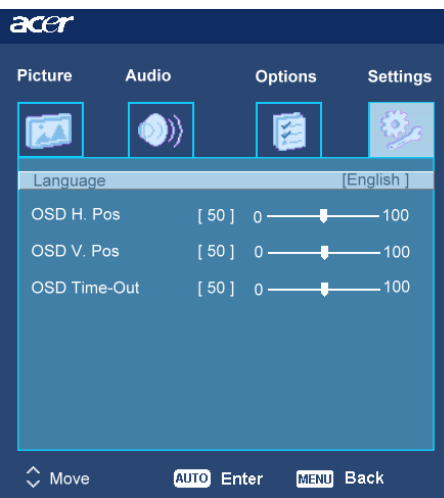 acer
Picture Audio Options Settings
Language [English ]
OSD H. Pos [ 50 ] 0 100
OSD V. Pos [ 50 ] 0 100
OSD Time-Out [ 50 ] 0 100
Move AUTO Enter MENU Back